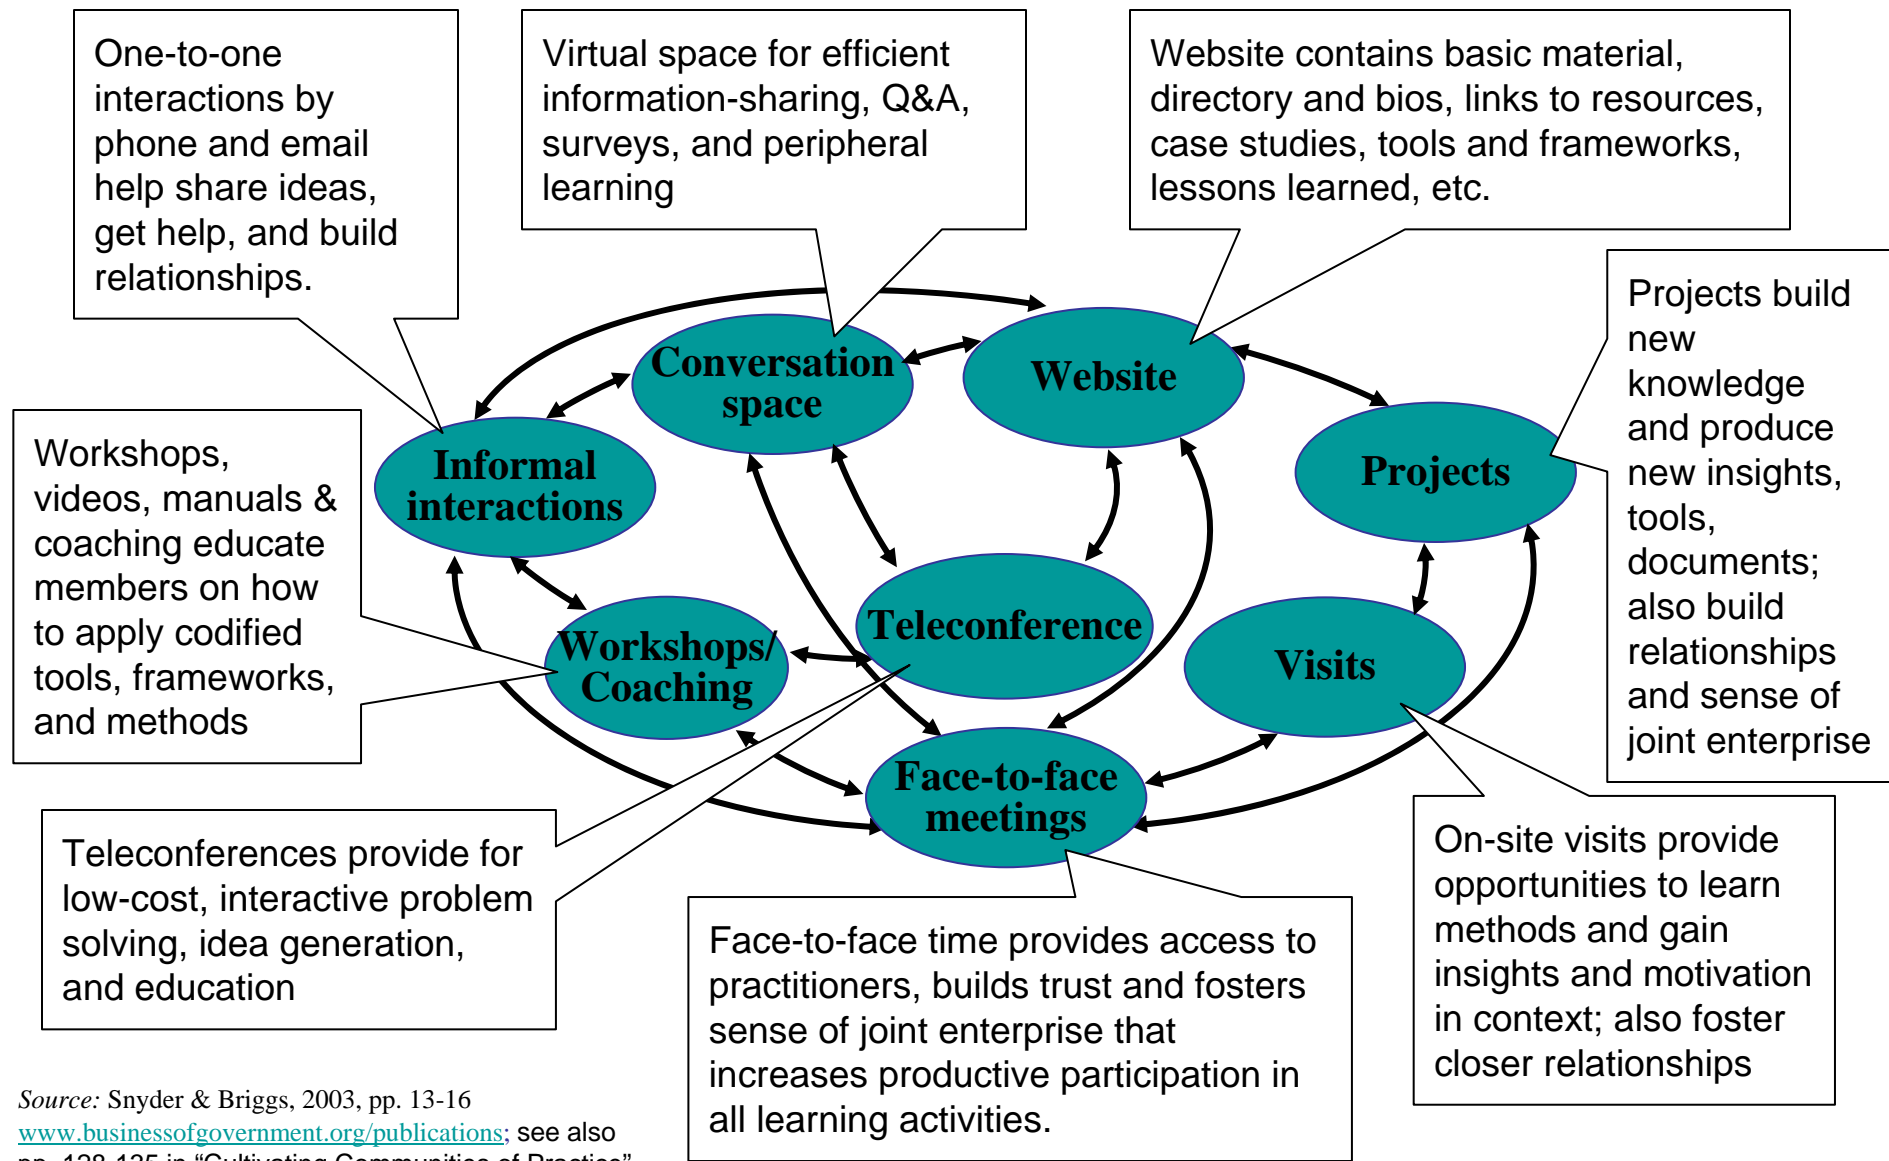 One-to-one
interactions by
phone and email
help share ideas,
get help, and build
relationships.
Virtual space for efficient
information-sharing, Q&A,
surveys, and peripheral
learning
Website contains basic material,
directory and bios, links to resources,
case studies, tools and frameworks,
lessons learned, etc.
Projects build
new
knowledge
and produce
new insights,
tools,
documents;
also build
relationships
and sense of
joint enterprise
Conversation
space
Website
Projects
Informal
interactions
Workshops,
videos, manuals &
coaching educate
members on how
to apply codified
tools, frameworks,
and methods
Teleconference
Workshops/
Coaching
Visits
Face-to-face
meetings
Teleconferences provide for
low-cost, interactive problem
solving, idea generation,
and education
Face-to-face time provides access to
practitioners, builds trust and fosters
sense of joint enterprise that
increases productive participation in
all learning activities.
On-site visits provide
opportunities to learn
methods and gain
insights and motivation
in context; also foster
closer relationships
Source: Snyder & Briggs, 2003, pp. 13-16
www.businessofgovernment.org/publications; see also
pp. 128-135 in “Cultivating Communities of Practice”